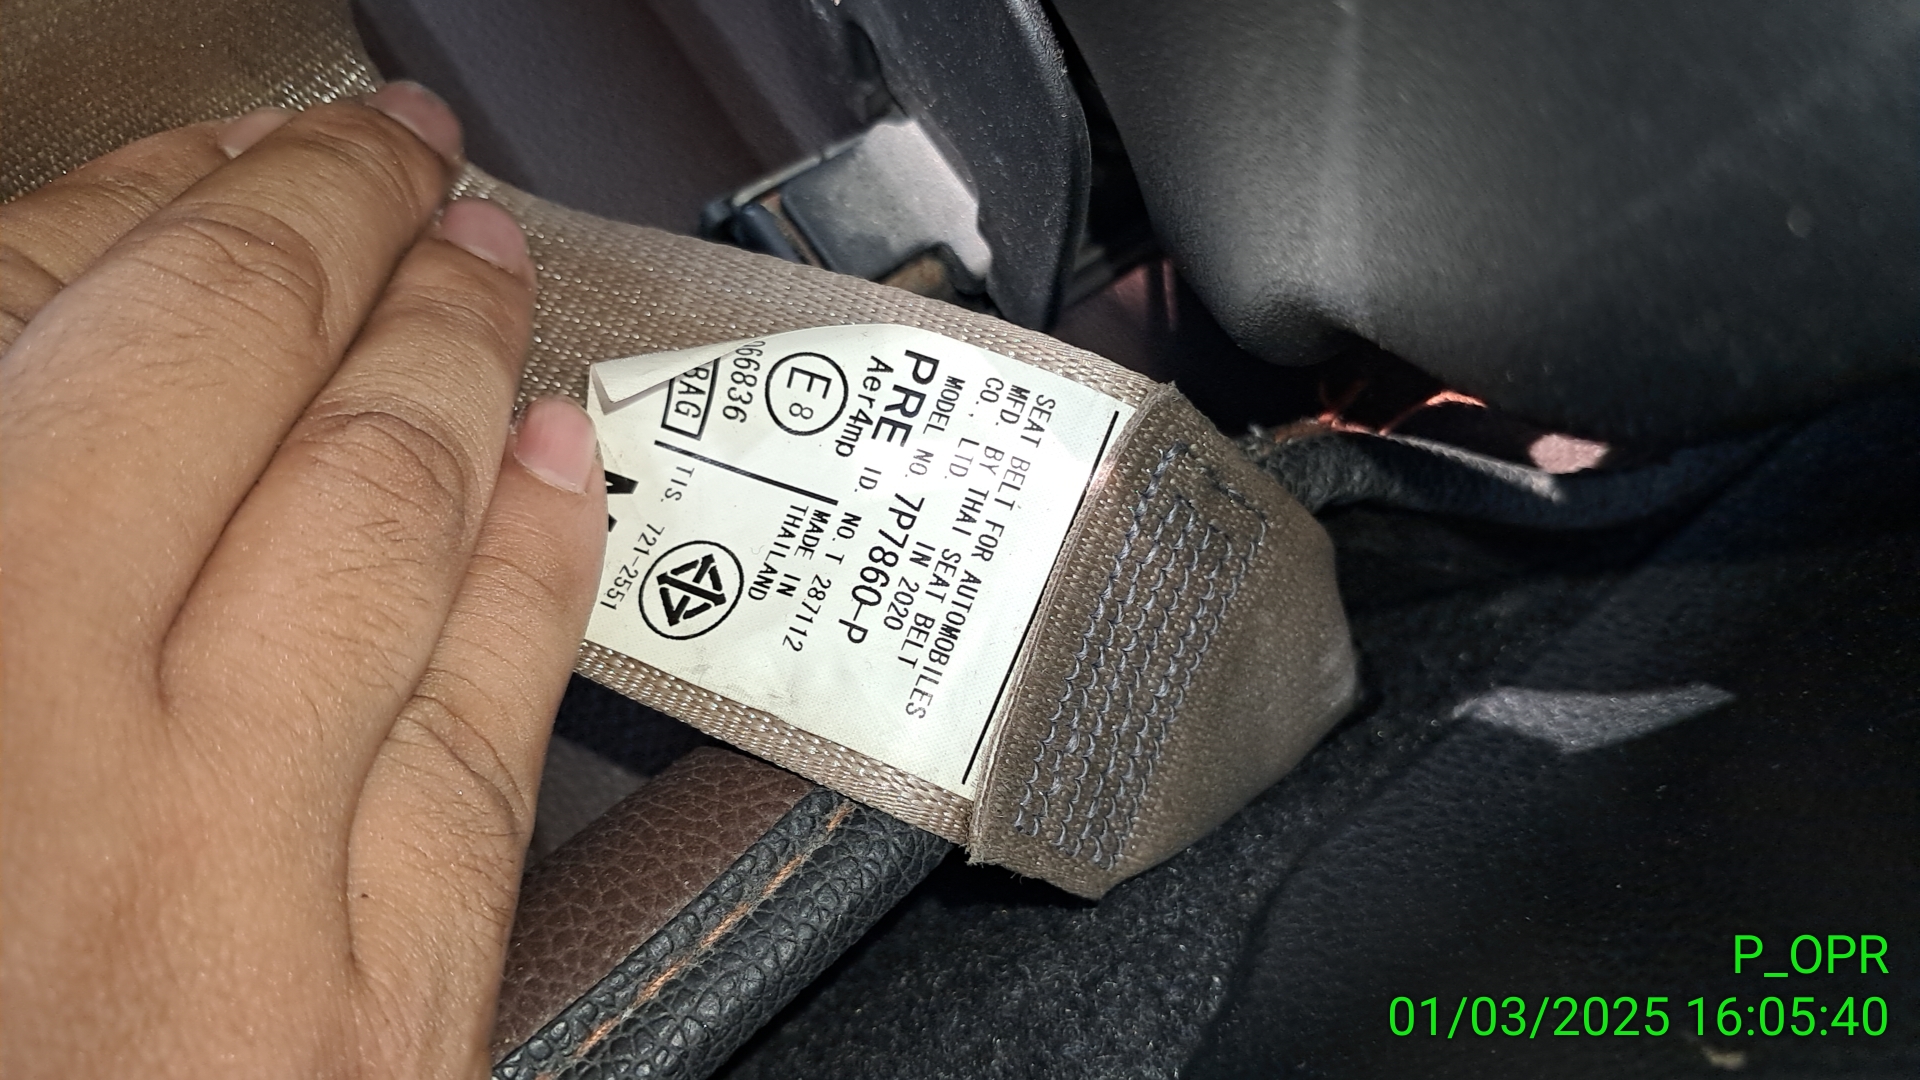 SEAT BELT FOR AUTOMOBILES
MFD. BY THAI SEAT BELT
CO., LTD. IN 2020
MODEL NO. 7P7860-P
PRE
Aer4mp ID. NO. T 287112
E8
MADE IN
THAILAND
066836
BAG
TIS. 721-2551
P_OPR
01/03/2025 16:05:40